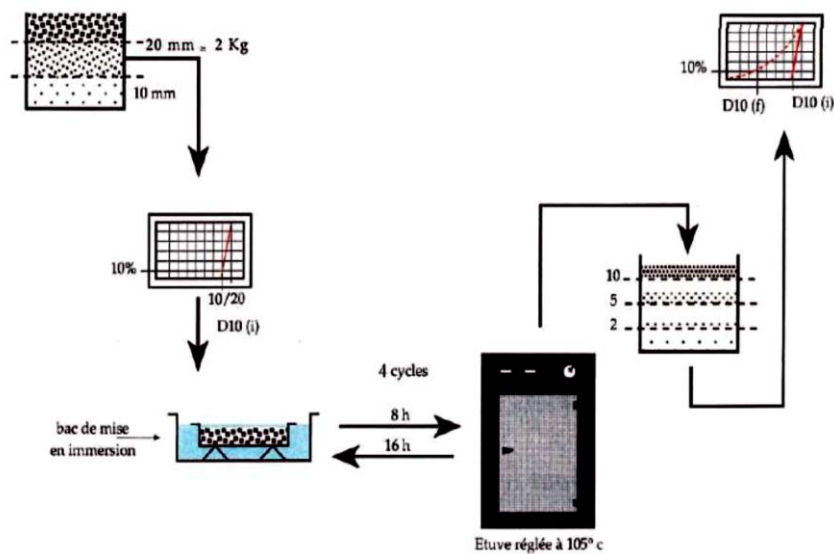 20 mm = 2 Kg
10 mm
10%
10/20
D10 (i)
bac de mise
en immersion
4 cycles
8 h
16 h
Etuve réglée à 105° c
10
5
2
10%
D10 (f)
D10 (i)